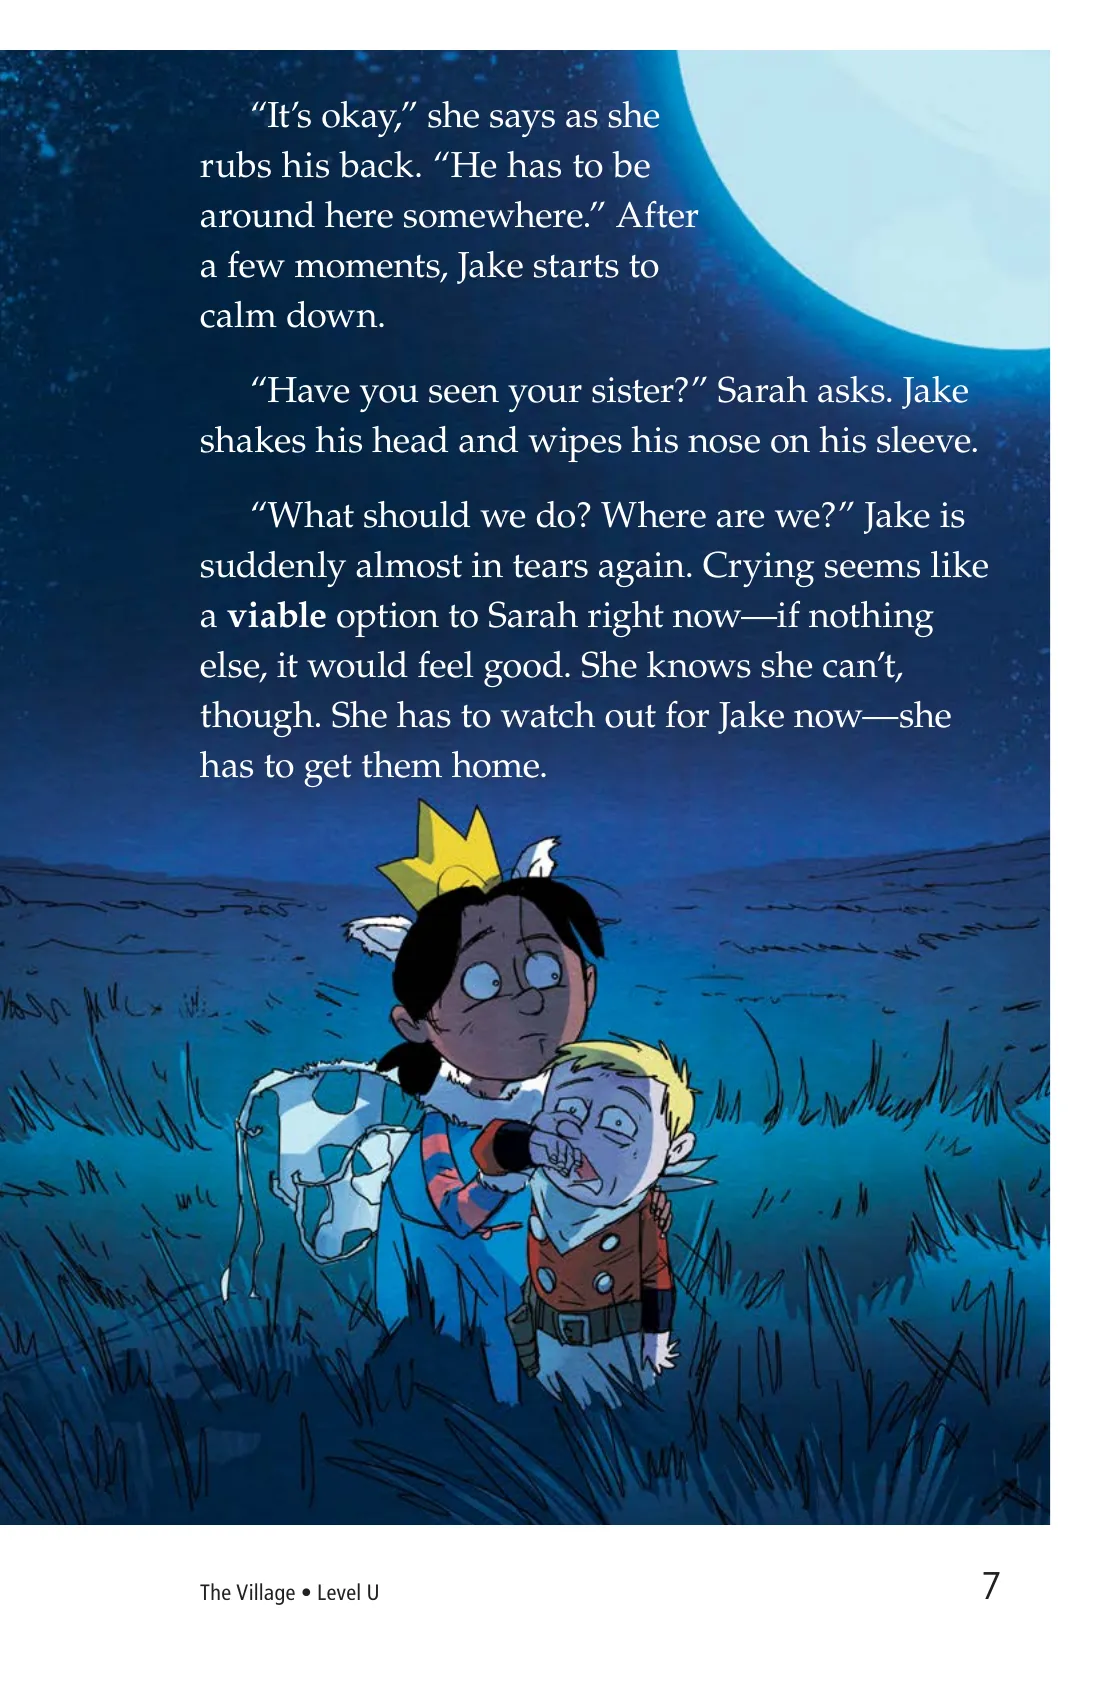 “It’s okay,” she says as she
rubs his back. “He has to be
around here somewhere.” After
a few moments, Jake starts to
calm down.
“Have you seen your sister?” Sarah asks. Jake
shakes his head and wipes his nose on his sleeve.
“What should we do? Where are we?” Jake is
suddenly almost in tears again. Crying seems like
a viable option to Sarah right now—if nothing
else, it would feel good. She knows she can’t,
though. She has to watch out for Jake now—she
has to get them home.
The Village • Level U
7